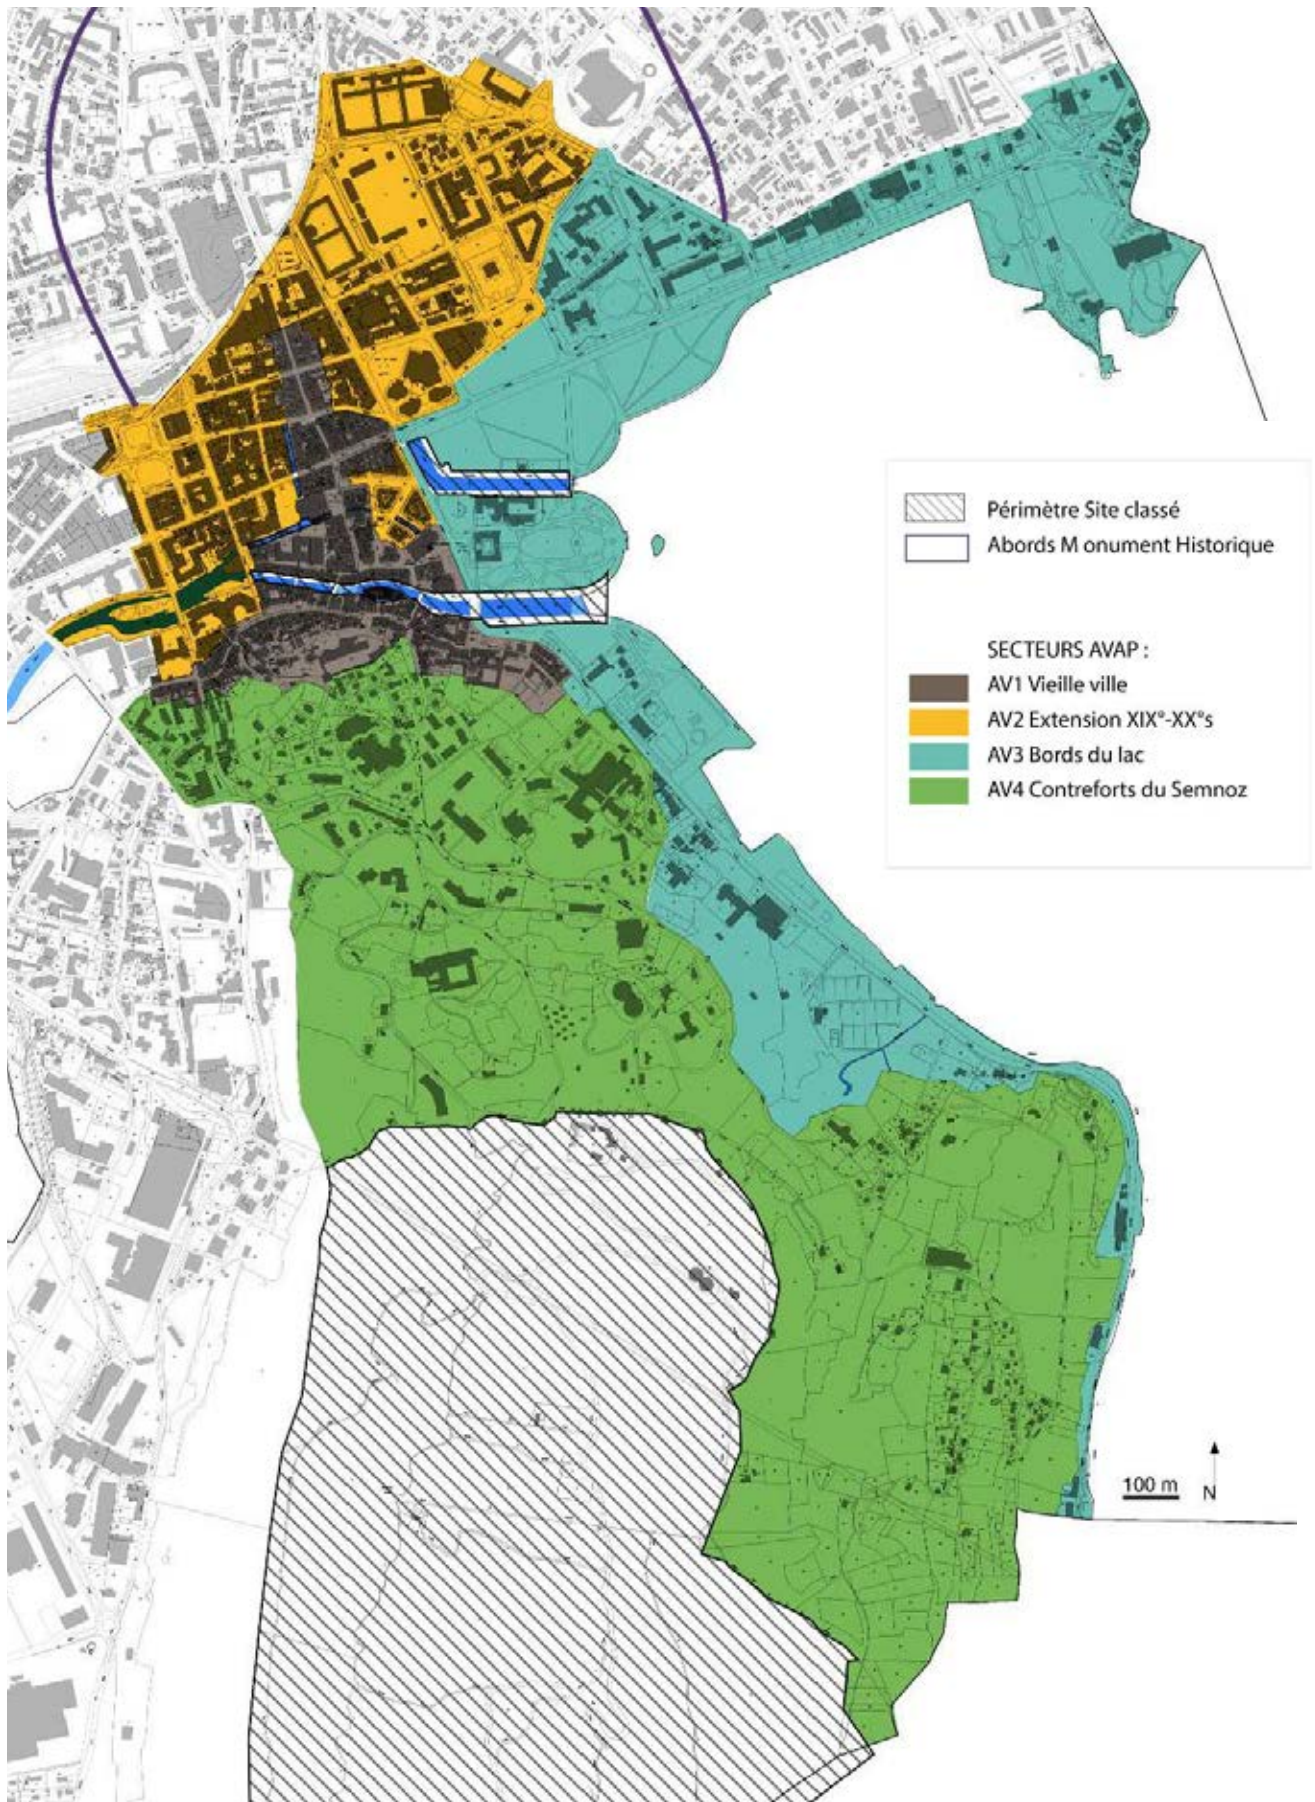 Périmètre Site classé
Abords M onument Historique
SECTEURS AVAP :
AV1 Vieille ville
AV2 Extension XIX°-XX°s
AV3 Bords du lac
AV4 Contreforts du Semnoz
100 m
N